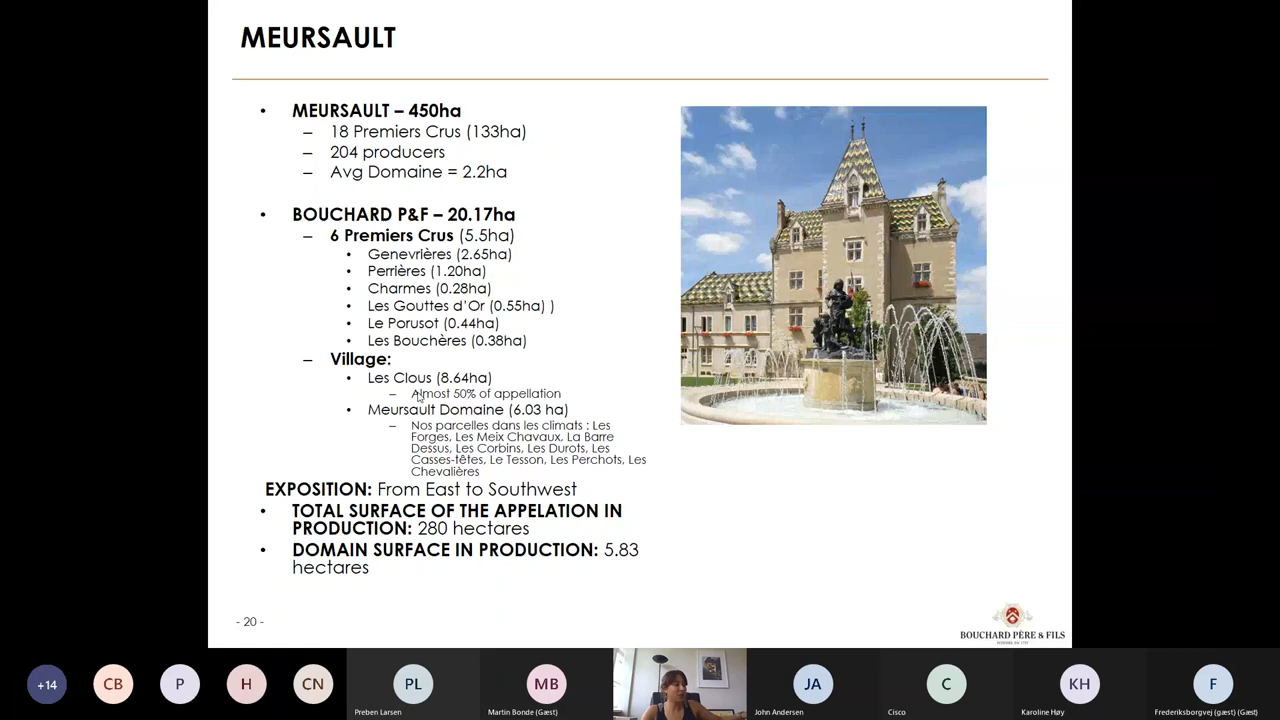 MEURSAULT
• MEURSAULT – 450ha
– 18 Premiers Crus (133ha)
– 204 producers
– Avg Domaine = 2.2ha
• BOUCHARD P&F – 20.17ha
– 6 Premiers Crus (5.5ha)
• Genevrières (2.65ha)
• Perrières (1.20ha)
• Charmes (0.28ha)
• Les Gouttes d'Or (0.55ha) )
• Le Porusot (0.44ha)
• Les Bouchères (0.38ha)
– Village:
• Les Clous (8.64ha)
– Almost 50% of appellation
• Meursault Domaine (6.03 ha)
– Nos parcelles dans les climats : Les
Forges, Les Meix Chavaux, La Barre
Dessus, Les Corbins, Les Durots, Les
Casses-têtes, Le Tesson, Les Perchots, Les
Chevalières
EXPOSITION: From East to Southwest
• TOTAL SURFACE OF THE APPELATION IN
PRODUCTION: 280 hectares
• DOMAIN SURFACE IN PRODUCTION: 5.83
hectares
- 20 -
BOUCHARD PÈRE & FILS
+14
CB
P
H
CN
PL
Preben Larsen
MB
Martin Bonde (Gæst)
JA
John Andersen
C
Cisco
KH
Karoline Høy
F
Frederiksborgvej (gæst) (Gæst)